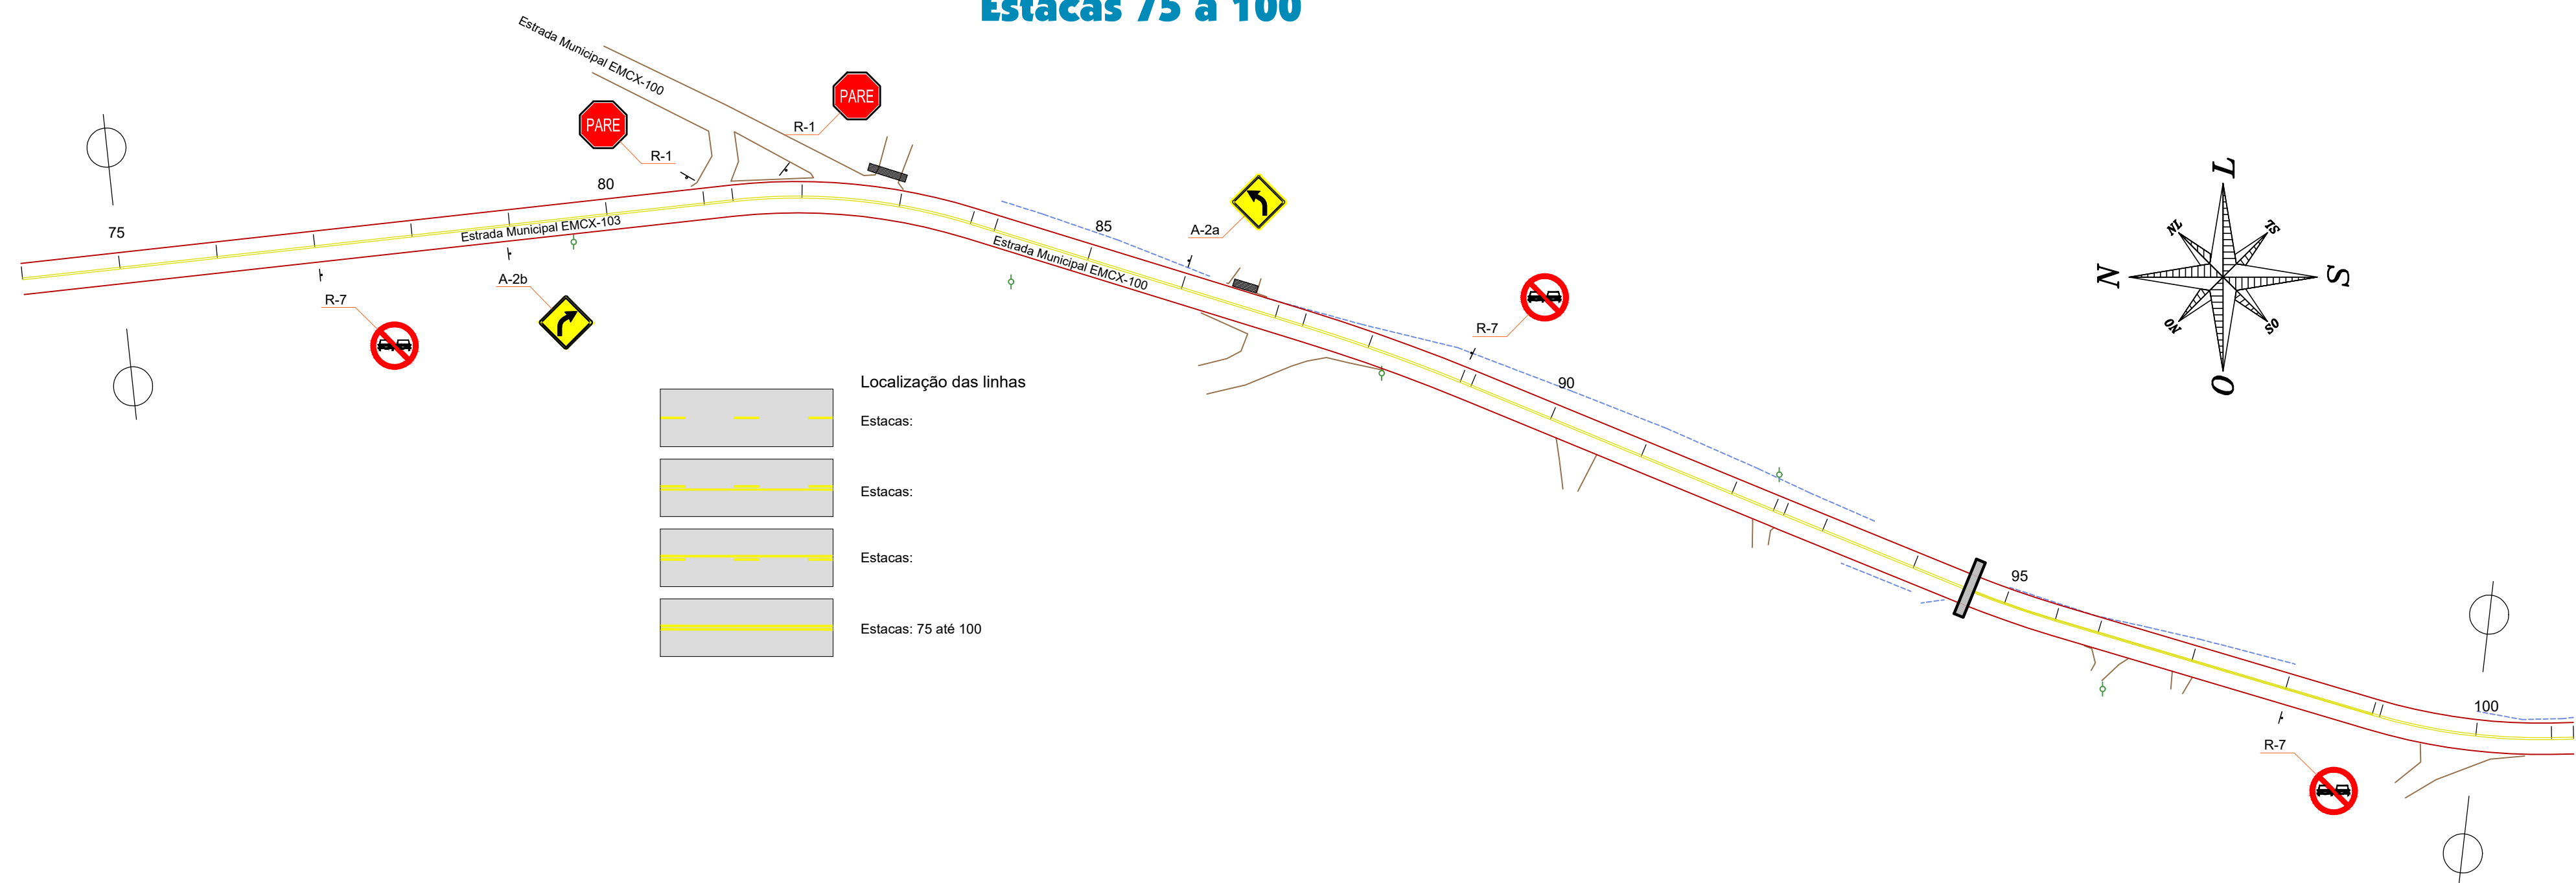 Estacas 75 a 100
Estrada Municipal EMCX-100
PARE
R-1
PARE
R-1
75
80
Estrada Municipal EMCX-103
R-7
A-2b
85
Estrada Municipal EMCX-100
A-2a
R-7
90
95
100
R-7
L
NL
SL
N
S
NO
SO
O
Localização das linhas
Estacas:
Estacas:
Estacas:
Estacas: 75 até 100